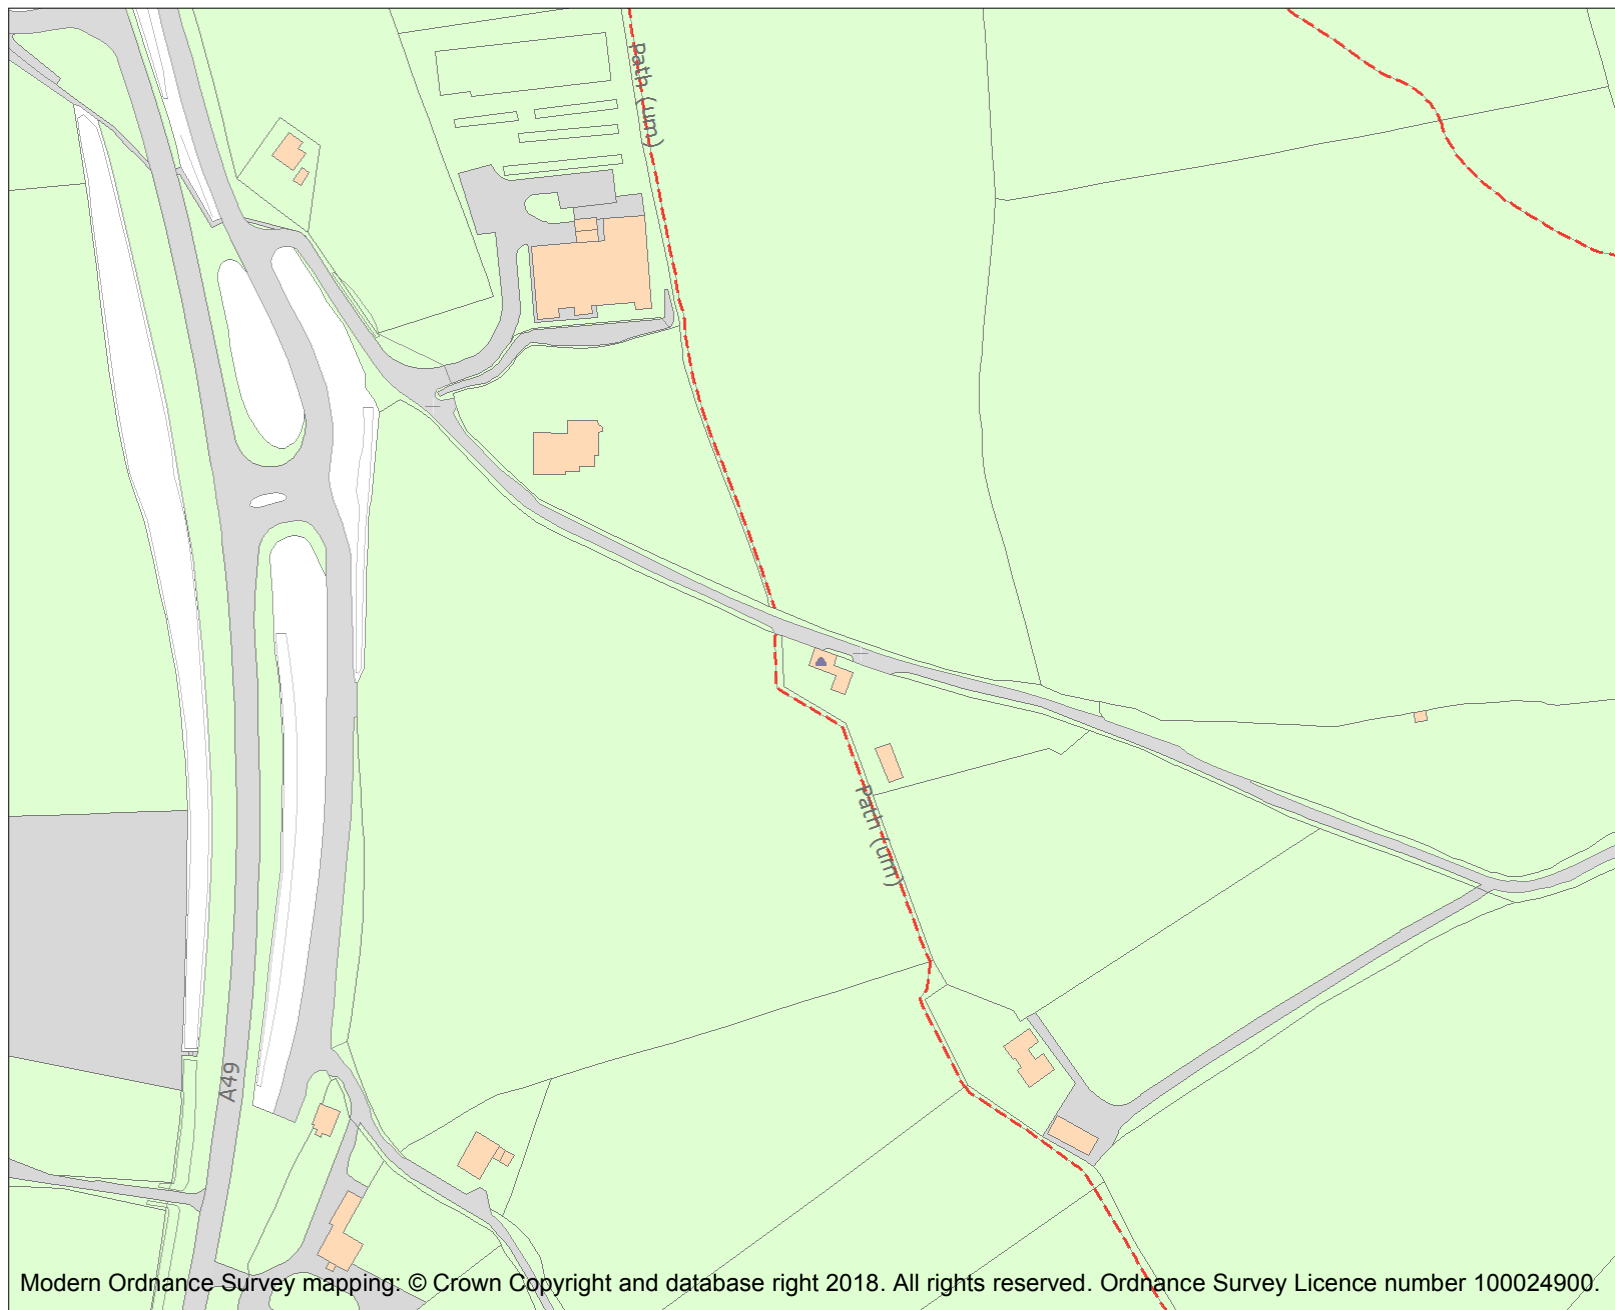 Path (um)
Path (um)
A49
Modern Ordnance Survey mapping: © Crown Copyright and database right 2018. All rights reserved. Ordnance Survey Licence number 100024900.